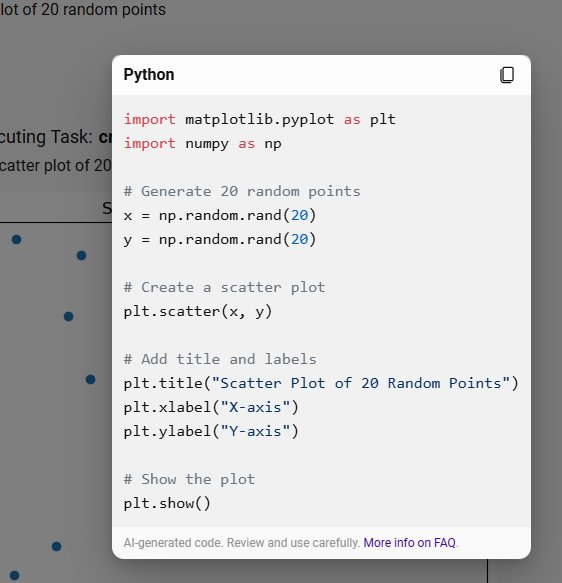 lot of 20 random points
Python
import matplotlib.pyplot as plt
import numpy as np
# Generate 20 random points
x = np.random.rand(20)
y = np.random.rand(20)
# Create a scatter plot
plt.scatter(x, y)
# Add title and labels
plt.title("Scatter Plot of 20 Random Points")
plt.xlabel("X-axis")
plt.ylabel("Y-axis")
# Show the plot
plt.show()
AI-generated code. Review and use carefully. More info on FAQ.
cuting Task: cr
catter plot of 20
S